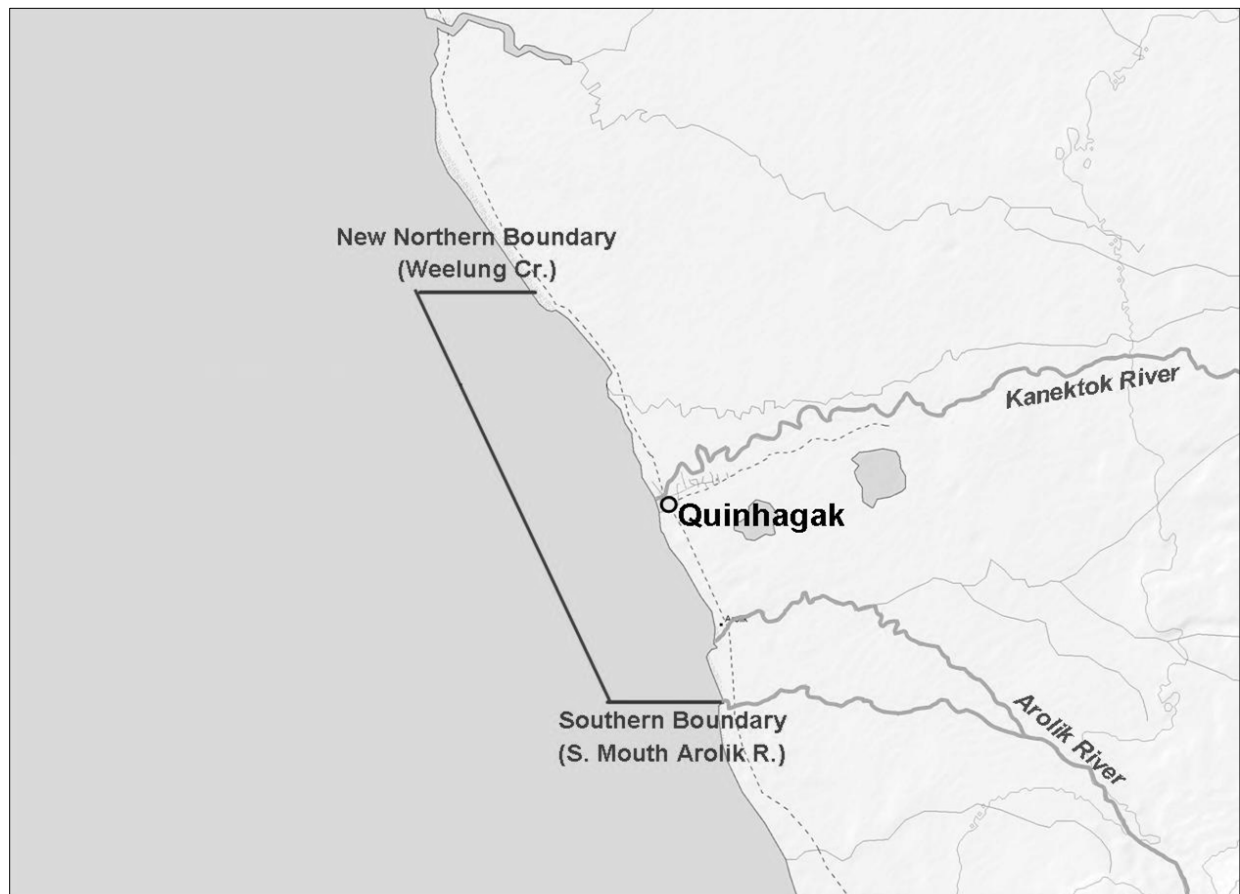 New Northern Boundary
(Weelung Cr.)
Kanektok River
Quinhagak
Southern Boundary
(S. Mouth Arolik R.)
Arolik River